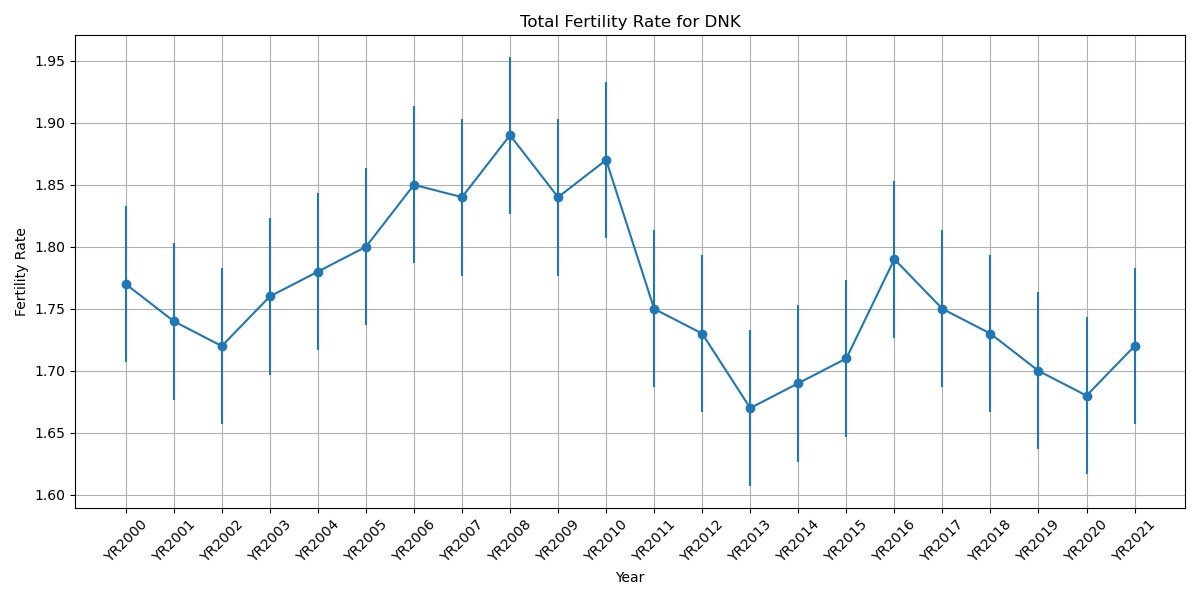 Total Fertility Rate for DNK
Fertility Rate
1.95
1.90
1.85
1.80
1.75
1.70
1.65
1.60
YR2000
YR2001
YR2002
YR2003
YR2004
YR2005
YR2006
YR2007
YR2008
YR2009
YR2010
YR2011
YR2012
YR2013
YR2014
YR2015
YR2016
YR2017
YR2018
YR2019
YR2020
YR2021
Year